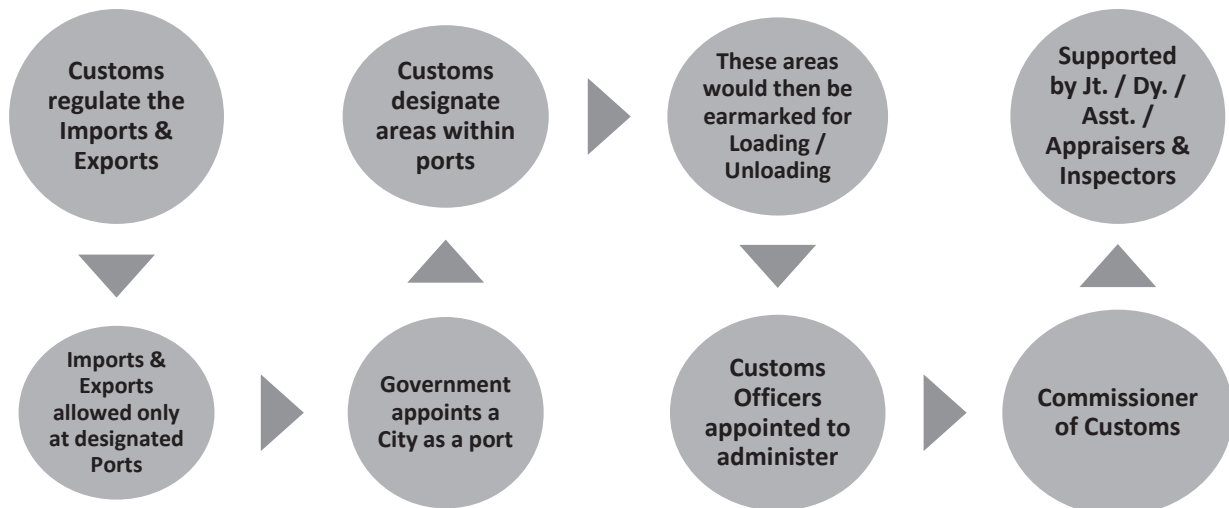 Customs
regulate the
Imports &
Exports
Imports &
Exports
allowed only
at designated
Ports
Government
appoints a
City as a port
Customs
designate
areas within
ports
These areas
would then be
earmarked for
Loading /
Unloading
Customs
Officers
appointed to
administer
Commissioner
of Customs
Supported
by Jt. / Dy. /
Asst. /
Appraisers &
Inspectors